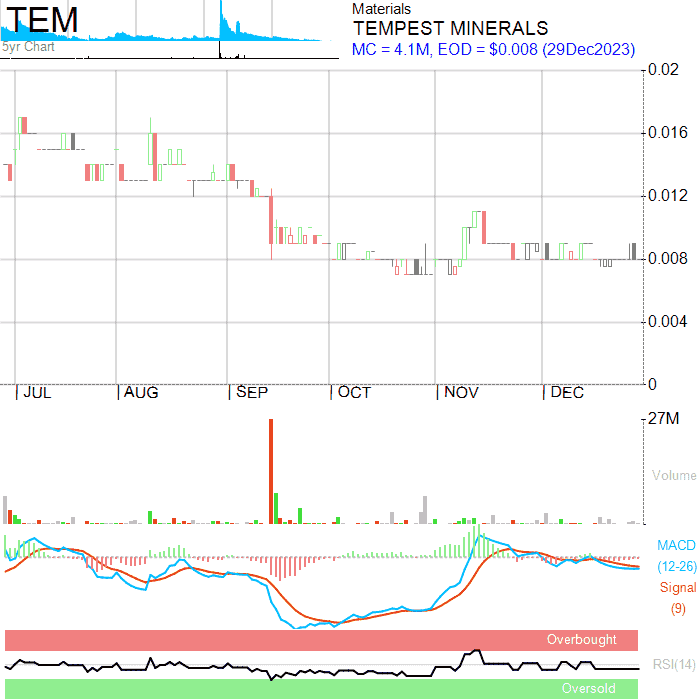 TEM
5yr Chart
Materials
TEMPEST MINERALS
MC = 4.1M, EOD = $0.008 (29Dec2023)
0.02
0.016
0.012
0.008
0.004
0
JUL AUG SEP OCT NOV DEC
27M
Volume
MACD
(12-26)
Signal
(9)
Overbought
RSI(14)
Oversold